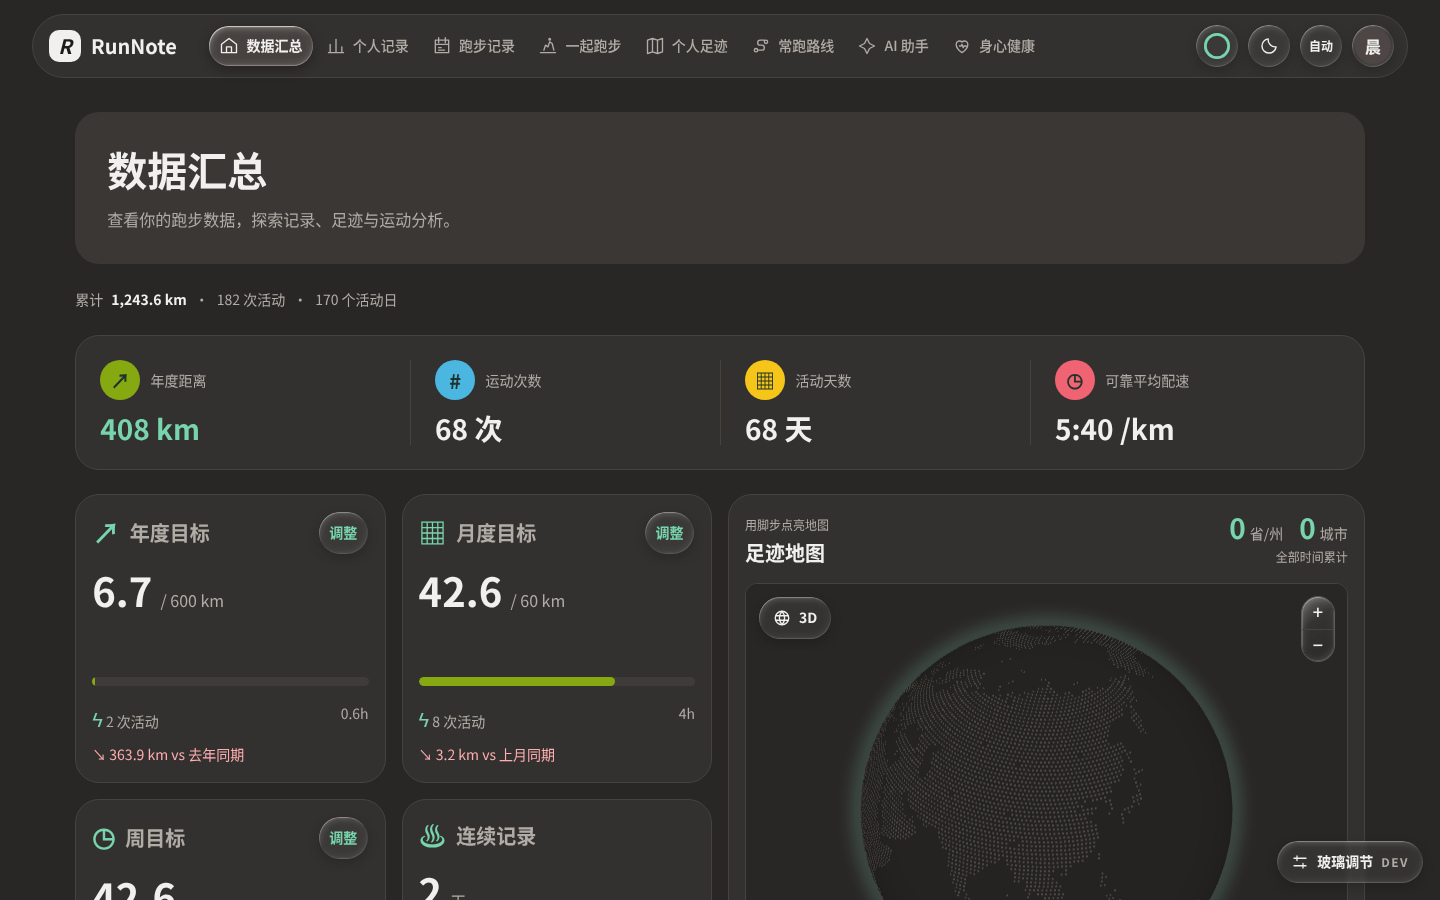 R RunNote 数据汇总 个人记录 跑步记录 一起跑步 个人足迹 常跑路线 AI 助手 身心健康 自动 晨
数据汇总
查看你的跑步数据，探索记录、足迹与运动分析。
累计 1,243.6 km • 182 次活动 • 170 个活动日
年度距离
408 km
# 运动次数
68 次
活动天数
68 天
可靠平均配速
5:40 /km
年度目标 调整
6.7 / 600 km
2 次活动 0.6h
↘ 363.9 km vs 去年同期
月度目标 调整
42.6 / 60 km
8 次活动 4h
↘ 3.2 km vs 上月同期
用脚步点亮地图
足迹地图
0 省/州 0 城市
全部时间累计
3D
+
−
周目标 调整
42.6
连续记录
2 天
玻璃调节 DEV